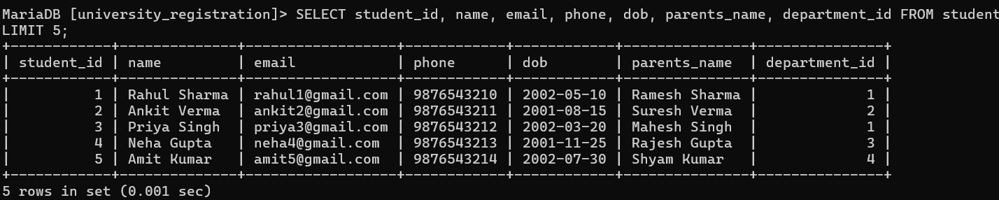 MariaDB [university_registration]> SELECT student_id, name, email, phone, dob, parents_name, department_id FROM student
LIMIT 5;
+------------+--------------+------------------+------------+------------+---------------+---------------+
| student_id | name         | email            | phone      | dob        | parents_name  | department_id |
+------------+--------------+------------------+------------+------------+---------------+---------------+
|          1 | Rahul Sharma | rahul1@gmail.com | 9876543210 | 2002-05-10 | Ramesh Sharma |             1 |
|          2 | Ankit Verma  | ankit2@gmail.com | 9876543211 | 2001-08-15 | Suresh Verma  |             2 |
|          3 | Priya Singh  | priya3@gmail.com | 9876543212 | 2002-03-20 | Mahesh Singh  |             1 |
|          4 | Neha Gupta   | neha4@gmail.com  | 9876543213 | 2001-11-25 | Rajesh Gupta  |             3 |
|          5 | Amit Kumar   | amit5@gmail.com  | 9876543214 | 2002-07-30 | Shyam Kumar   |             4 |
+------------+--------------+------------------+------------+------------+---------------+---------------+
5 rows in set (0.001 sec)